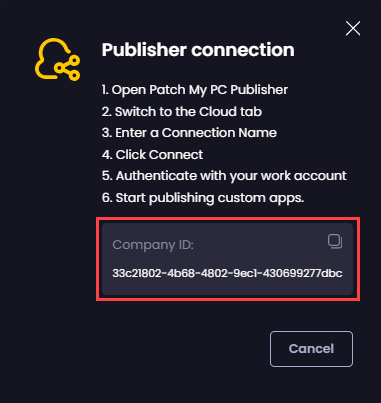 Publisher connection
1. Open Patch My PC Publisher
2. Switch to the Cloud tab
3. Enter a Connection Name
4. Click Connect
5. Authenticate with your work account
6. Start publishing custom apps.
Company ID:
33c21802-4b68-4802-9ec1-430699277dbc
Cancel